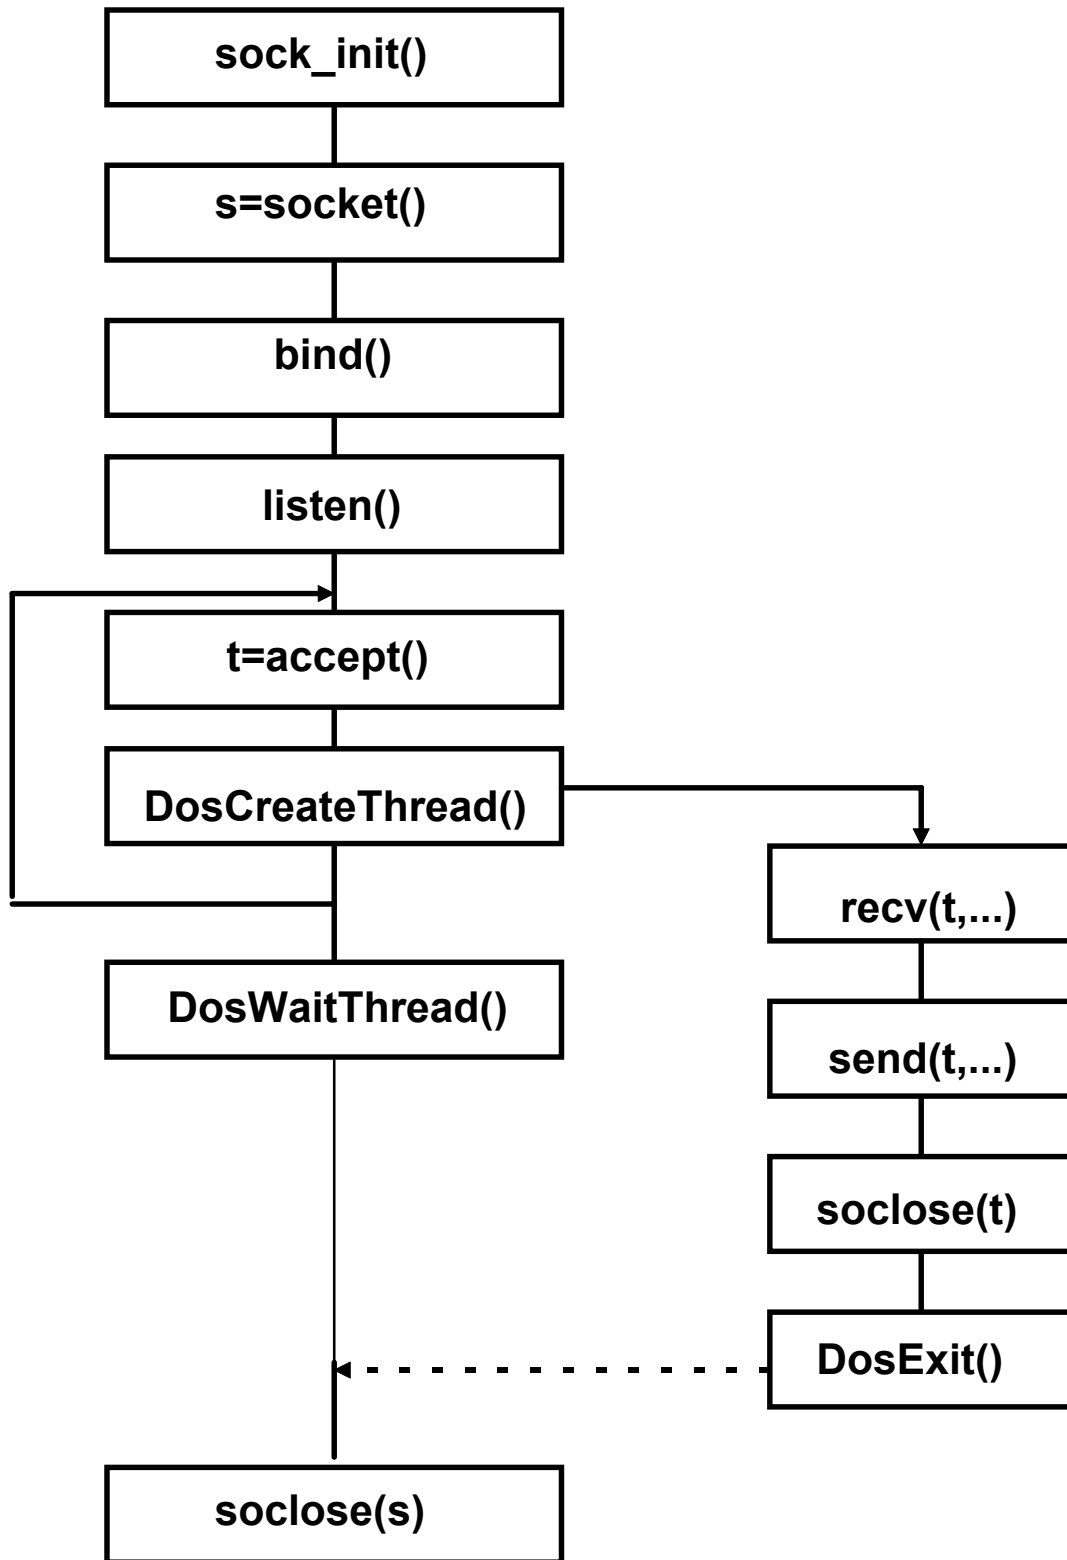 sock_init()
s=socket()
bind()
listen()
t=accept()
DosCreateThread()
recv(t,...)
DosWaitThread()
send(t,...)
soclose(t)
DosExit()
soclose(s)